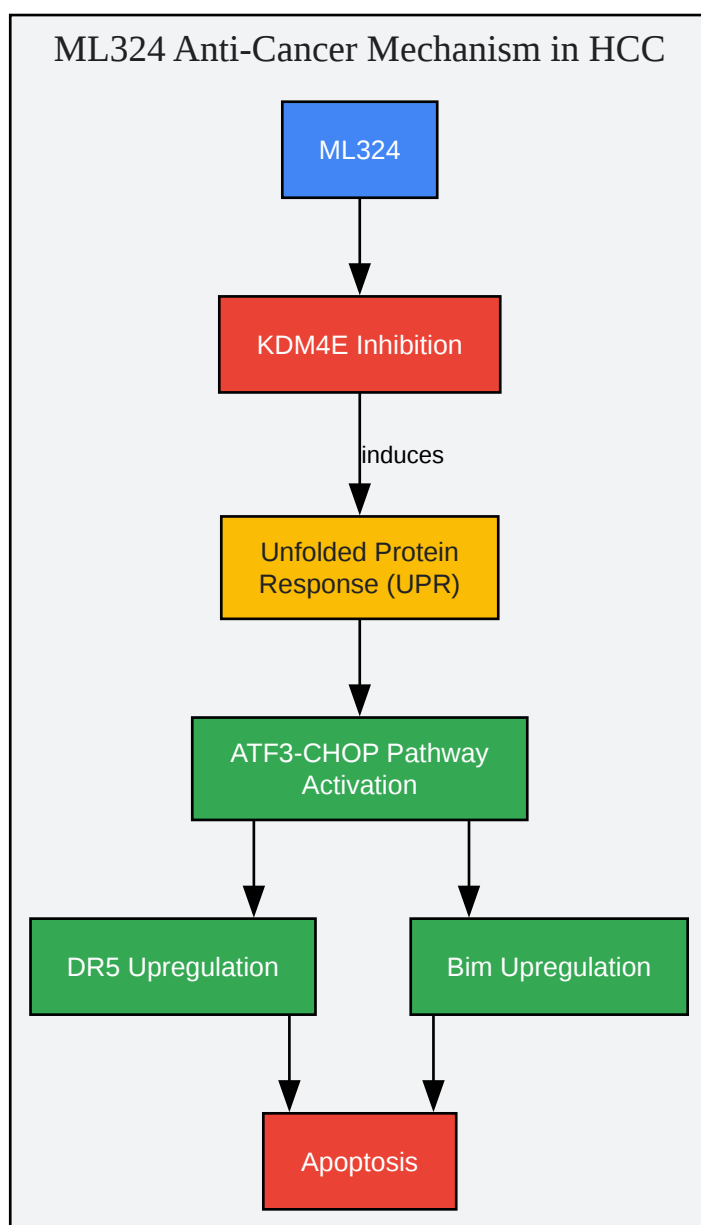 ML324 Anti-Cancer Mechanism in HCC
ML324
KDM4E Inhibition
induces
Unfolded Protein
Response (UPR)
ATF3-CHOP Pathway
Activation
DR5 Upregulation
Bim Upregulation
Apoptosis